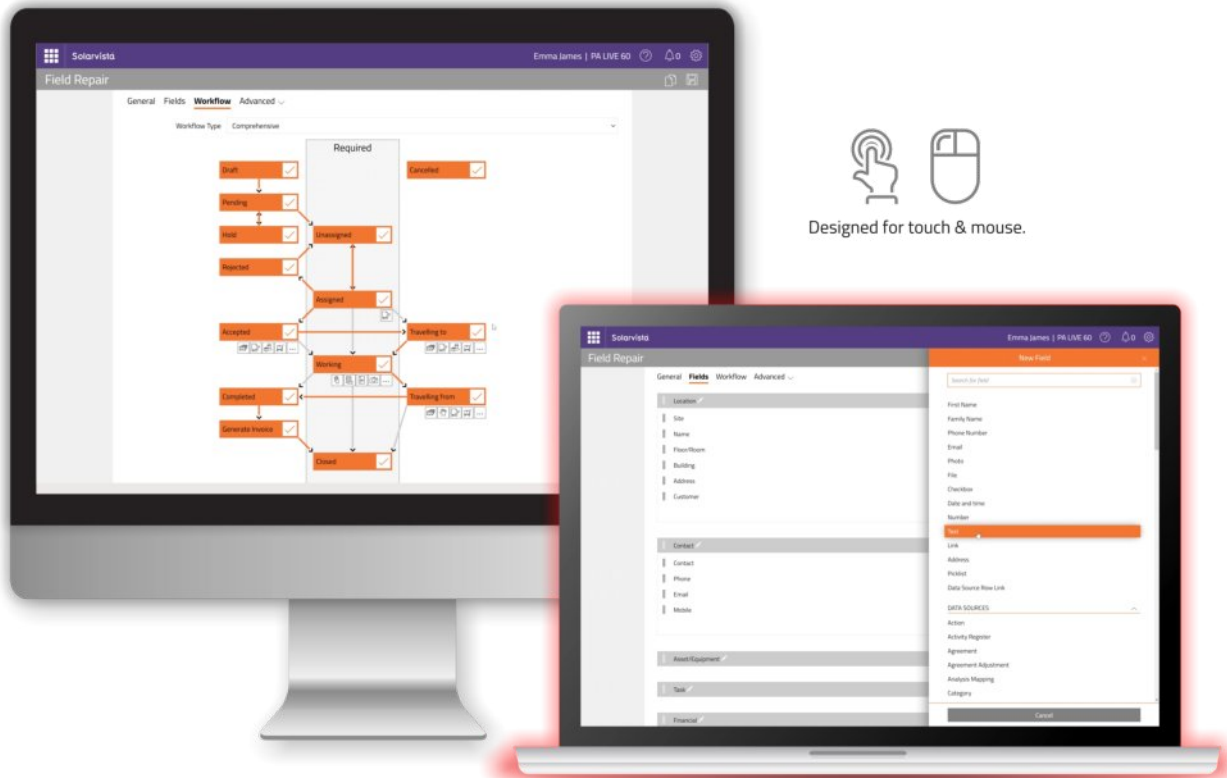 Solarvista
Emma James | PA LIVE 60
0
Field Repair
General Fields Workflow Advanced
Workflow Type Comprehensive
Required
Draft
Cancelled
Pending
Hold
Unassigned
Rejected
Assigned
Accepted
Travelling to
Working
Completed
Travelling from
Generate Invoice
Closed
Designed for touch & mouse.
Solarvista
Emma James | PA LIVE 60
0
Field Repair
General Fields Workflow Advanced
Location
Site
Name
Floor/Room
Building
Address
Customer
Contact
Contact
Phone
Email
Mobile
Asset/Equipment
Task
Financial
New Field
Search for field
First Name
Family Name
Phone Number
Email
Photo
File
Checkbox
Date and time
Number
Text
Link
Address
Picklist
Data Source Row Link
DATA SOURCES
Action
Activity Register
Agreement
Agreement Adjustment
Analysis Mapping
Category
Cancel